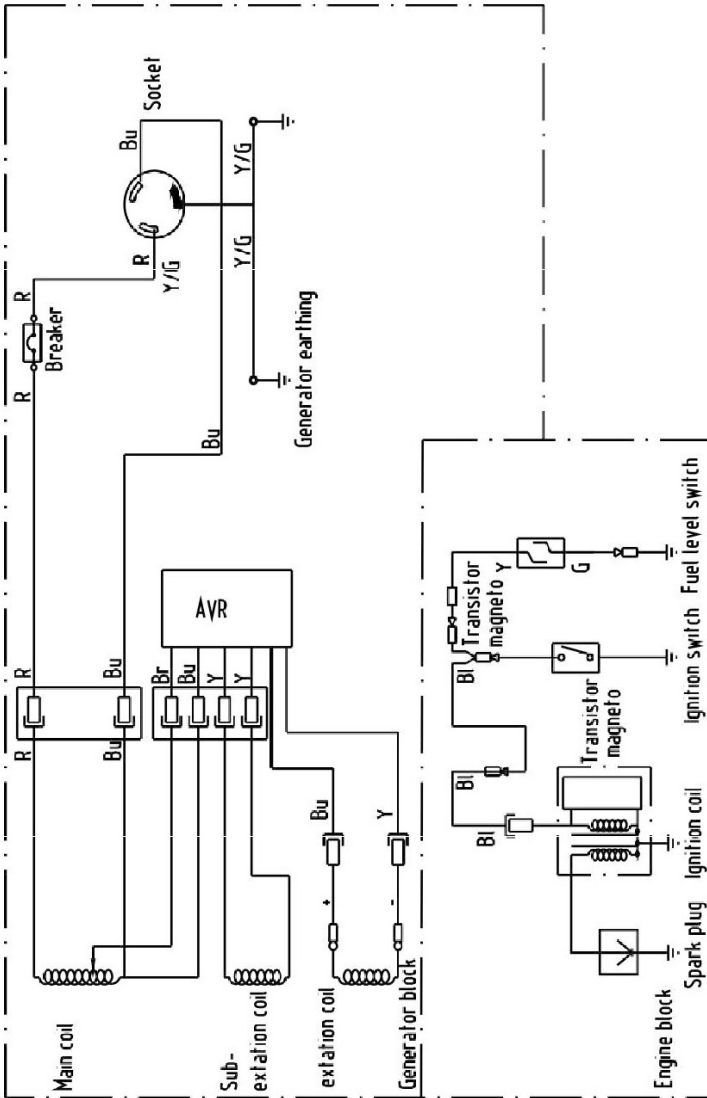 R
Breaker
R
R
Y/G
Bu
Socket
Y/G
Y/G
Generator earthing
Bu
R
Bu
R
Bu
Br
Bu
Y
Y
AVR
Bu
Y
+
-
Main coil
Sub-
extation coil
extation coil
Generator block
Bl
Transistor
magneto
Y
G
Fuel level switch
Ignition switch
Bl
Bl
Transistor
magneto
Ignition coil
Spark plug
Engine block